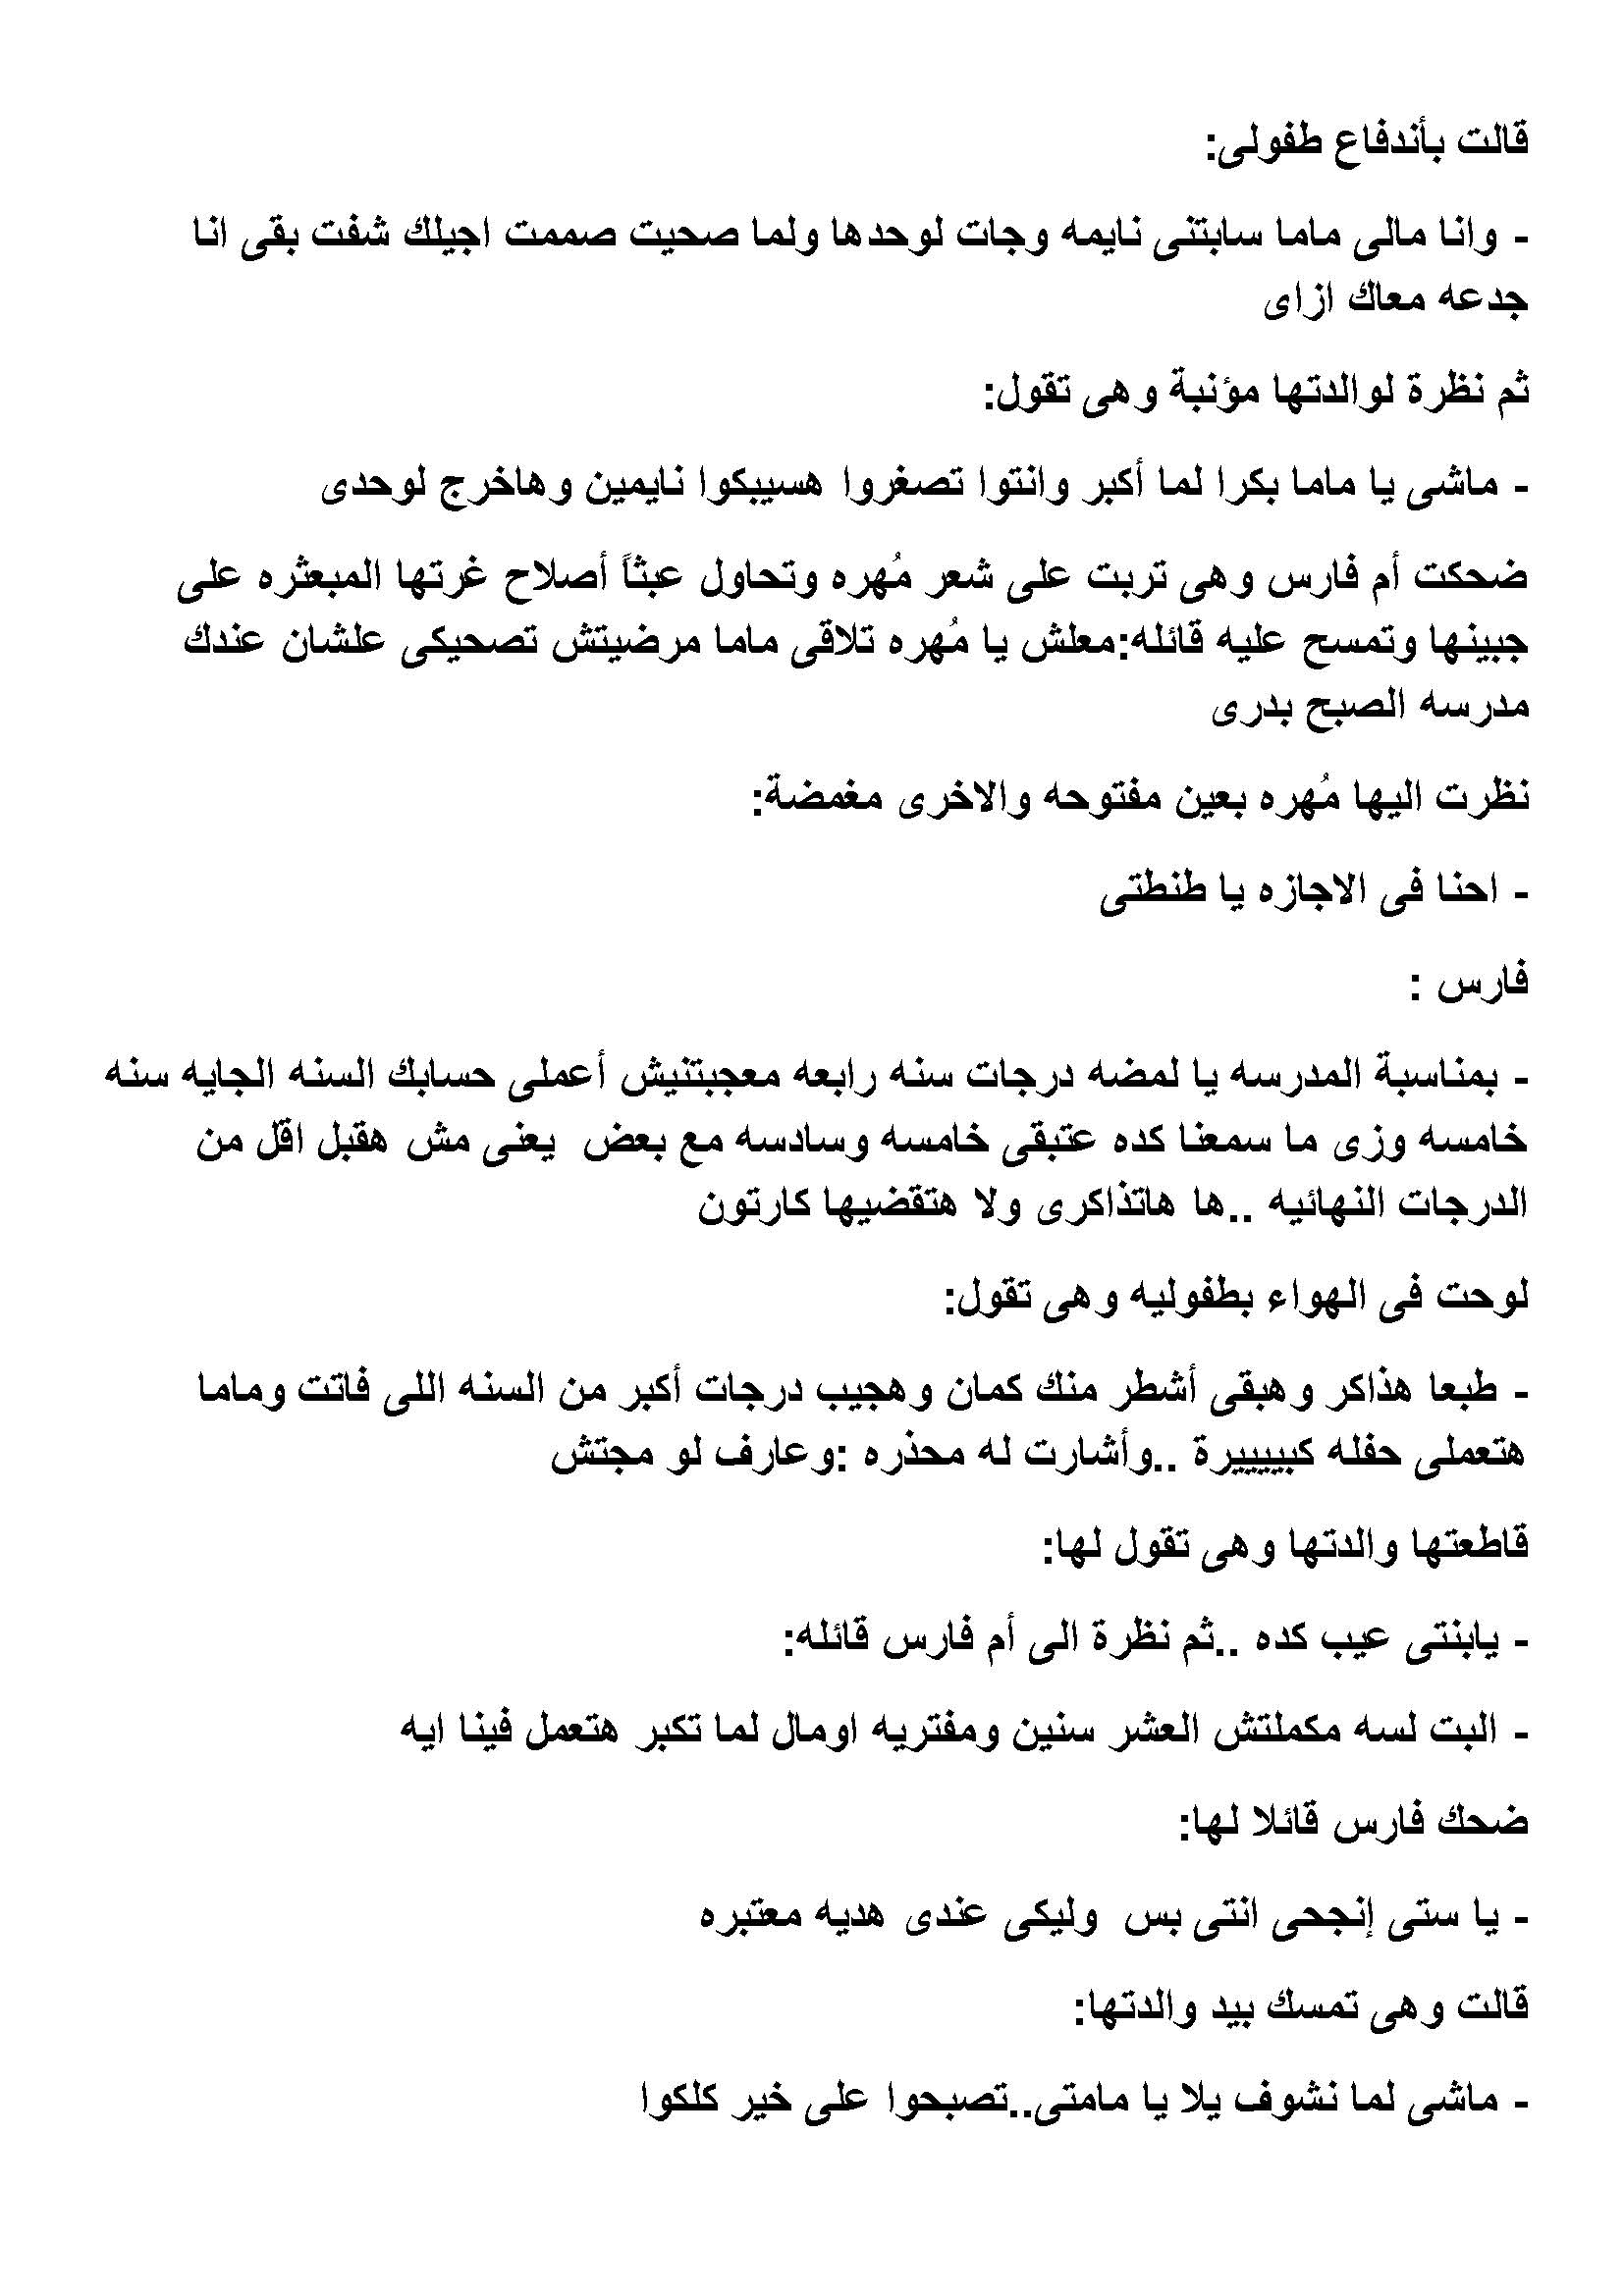 قالت بأندفاع طفولى:
- وانا مالى ماما سابتنى نايمه وجات لوحدها ولما صحيت صممت اجيلك شفت بقى انا
جدعه معاك ازاى
ثم نظرة لوالدتها مؤنبة وهى تقول:
- ماشى يا ماما بكرا لما أكبر وانتوا تصغروا هسيبكوا نايمين وهاخرج لوحدى
ضحكت أم فارس وهى تربت على شعر مُهره وتحاول عبثاً أصلاح غرتها المبعثره على
جبينها وتمسح عليه قائله:معلش يا مُهره تلاقى ماما مرضيتش تصحيكى علشان عندك
مدرسه الصبح بدرى
نظرت اليها مُهره بعين مفتوحه والاخرى مغمضة:
- احنا فى الاجازه يا طنطتى
فارس :
- بمناسبة المدرسه يا لمضه درجات سنه رابعه معجبتنيش أعملى حسابك السنه الجايه سنه
خامسه وزى ما سمعنا كده عتبقى خامسه وسادسه مع بعض يعنى مش هقبل اقل من
الدرجات النهائيه ..ها هاتذاكرى ولا هتقضيها كارتون
لوحت فى الهواء بطفوليه وهى تقول:
- طبعا هذاكر وهبقى أشطر منك كمان وهجيب درجات أكبر من السنه اللى فاتت وماما
هتعملى حفله كبيييييرة ..وأشارت له محذره :وعارف لو مجتش
قاطعتها والدتها وهى تقول لها:
- يابنتى عيب كده ..ثم نظرة الى أم فارس قائله:
- البت لسه مكملتش العشر سنين ومفتريه اومال لما تكبر هتعمل فينا ايه
ضحك فارس قائلا لها:
- يا ستى إنجحى انتى بس وليكى عندى هديه معتبره
قالت وهى تمسك بيد والدتها:
- ماشى لما نشوف يلا يا مامتى..تصبحوا على خير كلكوا